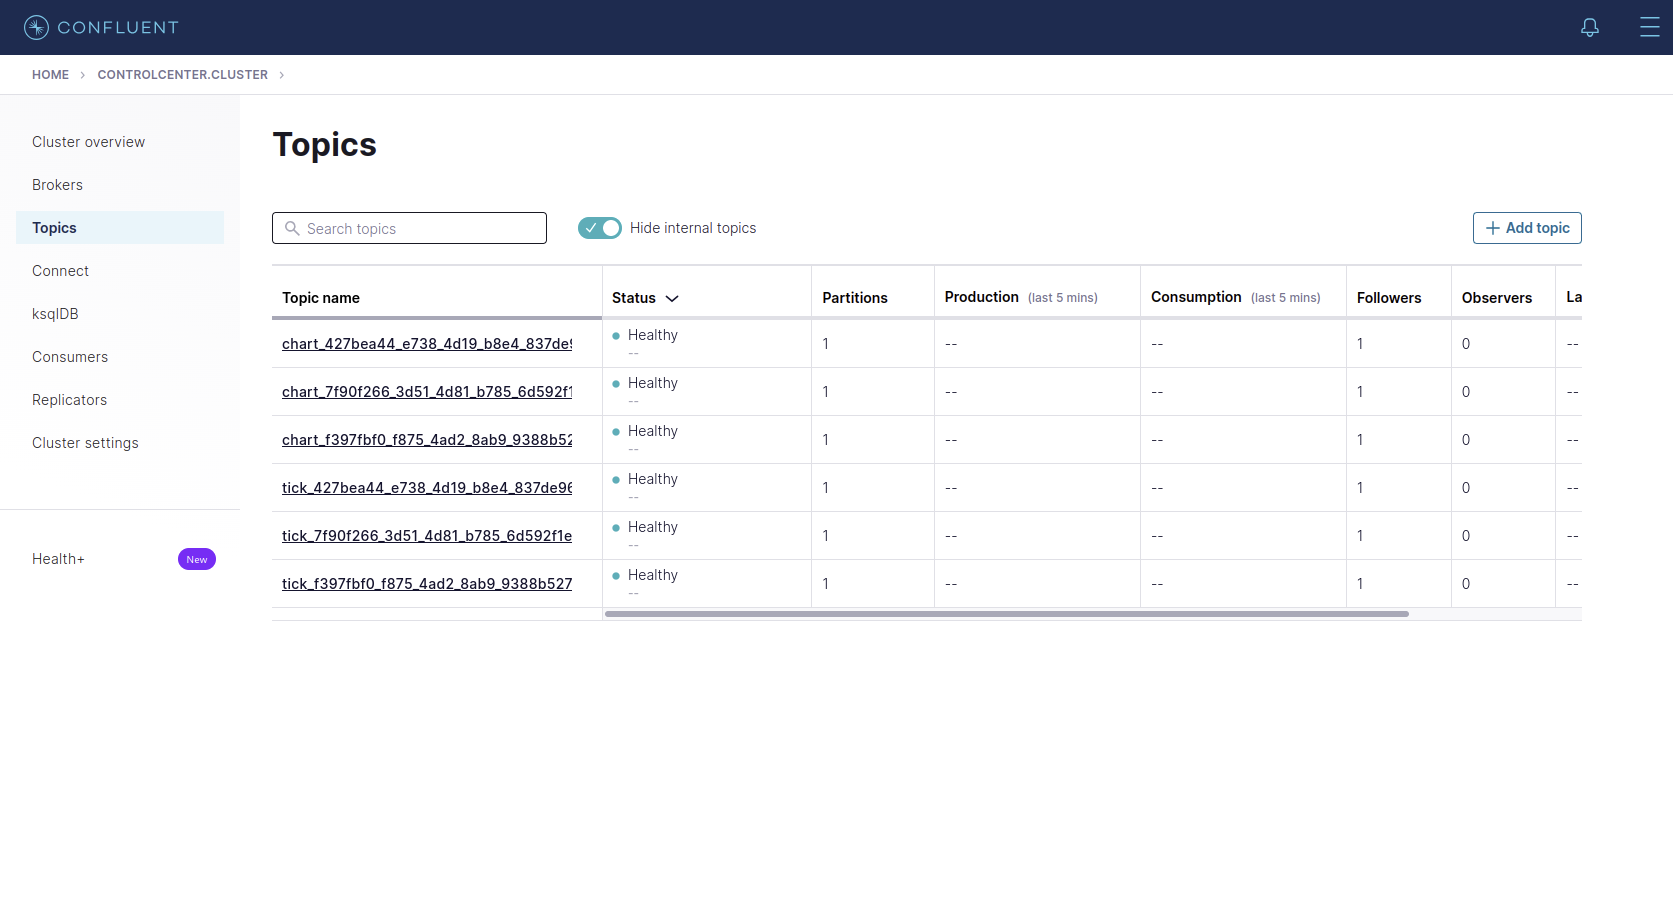 CONFLUENT
HOME > CONTROLCENTER.CLUSTER >
Cluster overview
Brokers
Topics
Connect
ksqlDB
Consumers
Replicators
Cluster settings
Health+ New
Topics
Search topics
Hide internal topics
+ Add topic
Topic name Status Partitions Production (last 5 mins) Consumption (last 5 mins) Followers Observers La
chart_427bea44_e738_4d19_b8e4_837de9 Healthy 1 -- -- 1 0 --
--
chart_7f90f266_3d51_4d81_b785_6d592f1 Healthy 1 -- -- 1 0 --
--
chart_f397fbf0_f875_4ad2_8ab9_9388b52 Healthy 1 -- -- 1 0 --
--
tick_427bea44_e738_4d19_b8e4_837de96 Healthy 1 -- -- 1 0 --
--
tick_7f90f266_3d51_4d81_b785_6d592f1e Healthy 1 -- -- 1 0 --
--
tick_f397fbf0_f875_4ad2_8ab9_9388b527 Healthy 1 -- -- 1 0 --
--